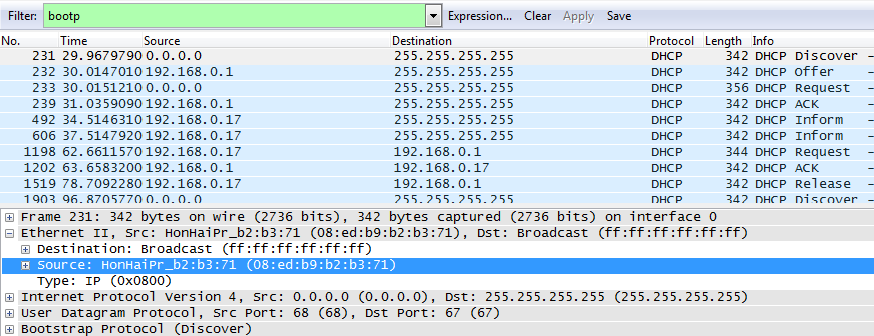 Filter: bootp Expression... Clear Apply Save
No. Time Source Destination Protocol Length Info
231 29.9679790 0.0.0.0 255.255.255.255 DHCP 342 DHCP Discover -
232 30.0147010 192.168.0.1 255.255.255.255 DHCP 342 DHCP Offer -
233 30.0151210 0.0.0.0 255.255.255.255 DHCP 356 DHCP Request -
239 31.0359090 192.168.0.1 255.255.255.255 DHCP 342 DHCP ACK -
492 34.5146310 192.168.0.17 255.255.255.255 DHCP 342 DHCP Inform -
606 37.5147920 192.168.0.17 255.255.255.255 DHCP 342 DHCP Inform -
1198 62.6611570 192.168.0.17 192.168.0.1 DHCP 344 DHCP Request -
1202 63.6583200 192.168.0.1 192.168.0.17 DHCP 342 DHCP ACK -
1519 78.7092280 192.168.0.17 192.168.0.1 DHCP 342 DHCP Release -
1903 96.8705770 0.0.0.0 255.255.255.255 DHCP 342 DHCP Discover -
Frame 231: 342 bytes on wire (2736 bits), 342 bytes captured (2736 bits) on interface 0
Ethernet II, Src: HonHaiPr_b2:b3:71 (08:ed:b9:b2:b3:71), Dst: Broadcast (ff:ff:ff:ff:ff:ff)
Destination: Broadcast (ff:ff:ff:ff:ff:ff)
Source: HonHaiPr_b2:b3:71 (08:ed:b9:b2:b3:71)
Type: IP (0x0800)
Internet Protocol Version 4, Src: 0.0.0.0 (0.0.0.0), Dst: 255.255.255.255 (255.255.255.255)
User Datagram Protocol, Src Port: 68 (68), Dst Port: 67 (67)
Bootstrap Protocol (Discover)